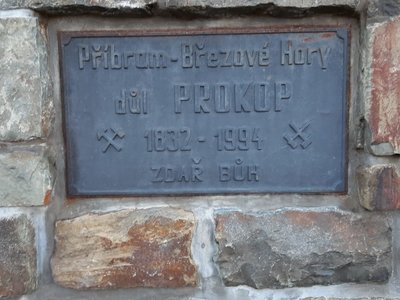 Příbram-Březové Hory
důl PROKOP
1832-1994
ZDAŘ BŮH